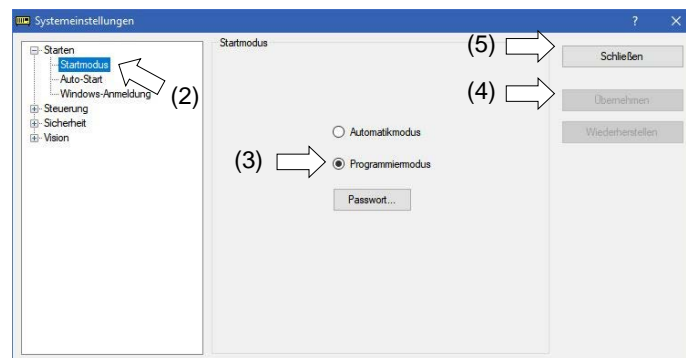 Systemeinstellungen
?
Starten
Startmodus
Auto-Start
Windows-Anmeldung
Steuerung
Sicherheit
Vision
(2)
Startmodus
Automatikmodus
(3)
Programmiermodus
Passwort...
(5)
Schließen
(4)
Übernehmen
Wiederherstellen